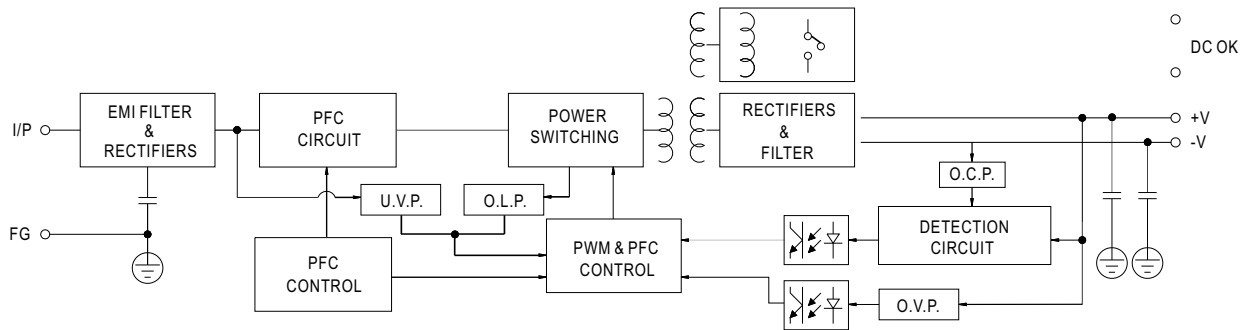 DC OK
I/P
EMI FILTER
&
RECTIFIERS
PFC
CIRCUIT
POWER
SWITCHING
RECTIFIERS
&
FILTER
+V
-V
U.V.P.
O.L.P.
O.C.P.
FG
PFC
CONTROL
PWM & PFC
CONTROL
DETECTION
CIRCUIT
O.V.P.